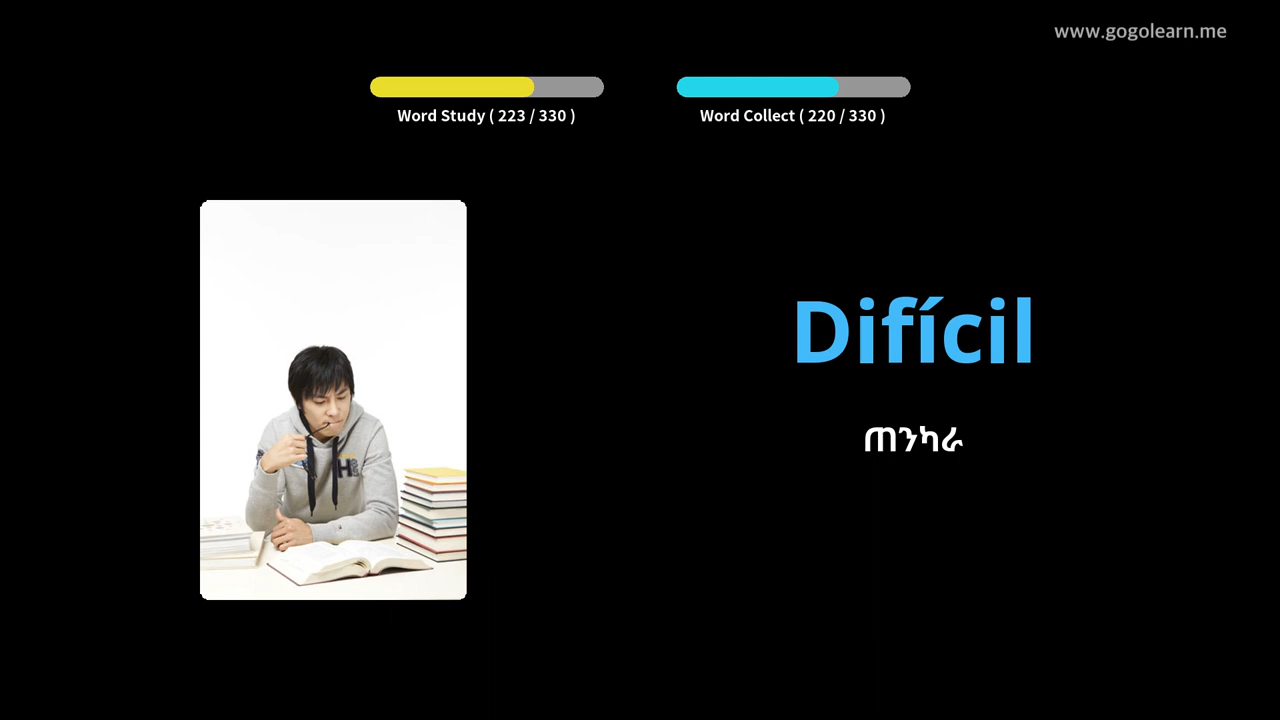 www.gogolearn.me
Word Study ( 223 / 330 )
Word Collect ( 220 / 330 )
Difícil
ጠንካራ
H